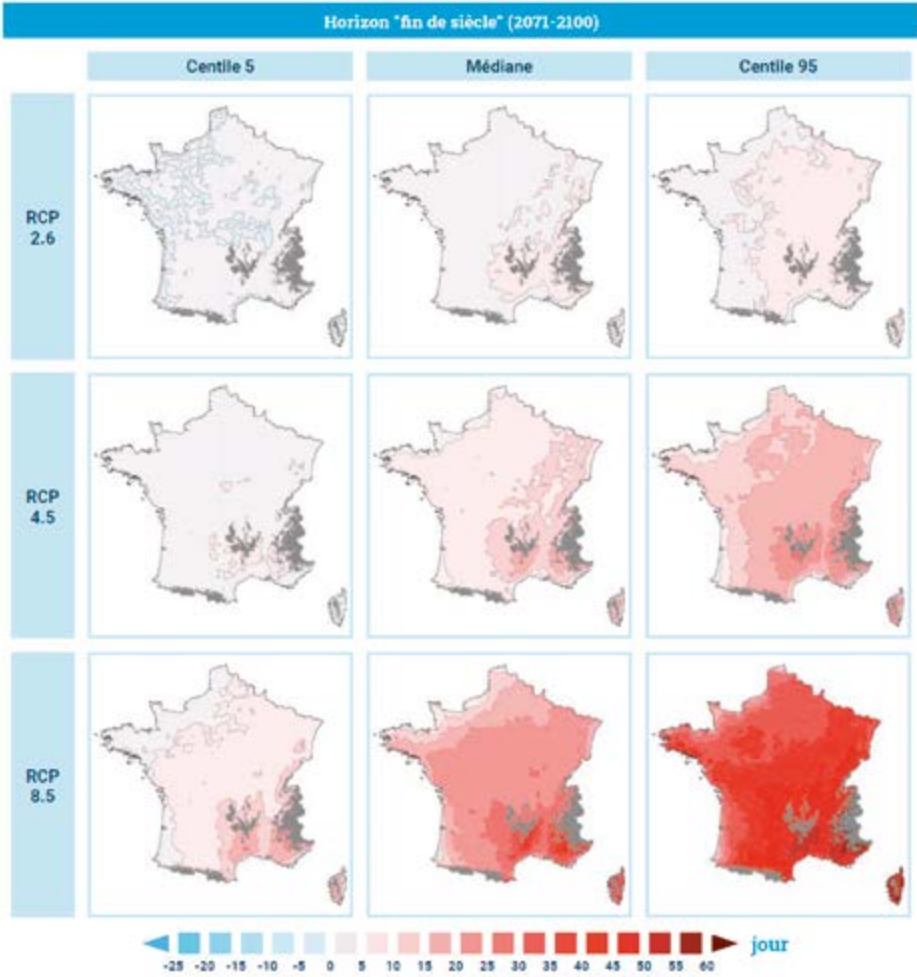 Horizon "fin de siècle" (2071-2100)
Centile 5
Médiane
Centile 95
RCP
2.6
RCP
4.5
RCP
8.5
-25 -20 -15 -10 -5 0 5 10 15 20 25 30 35 40 45 50 55 60
jour